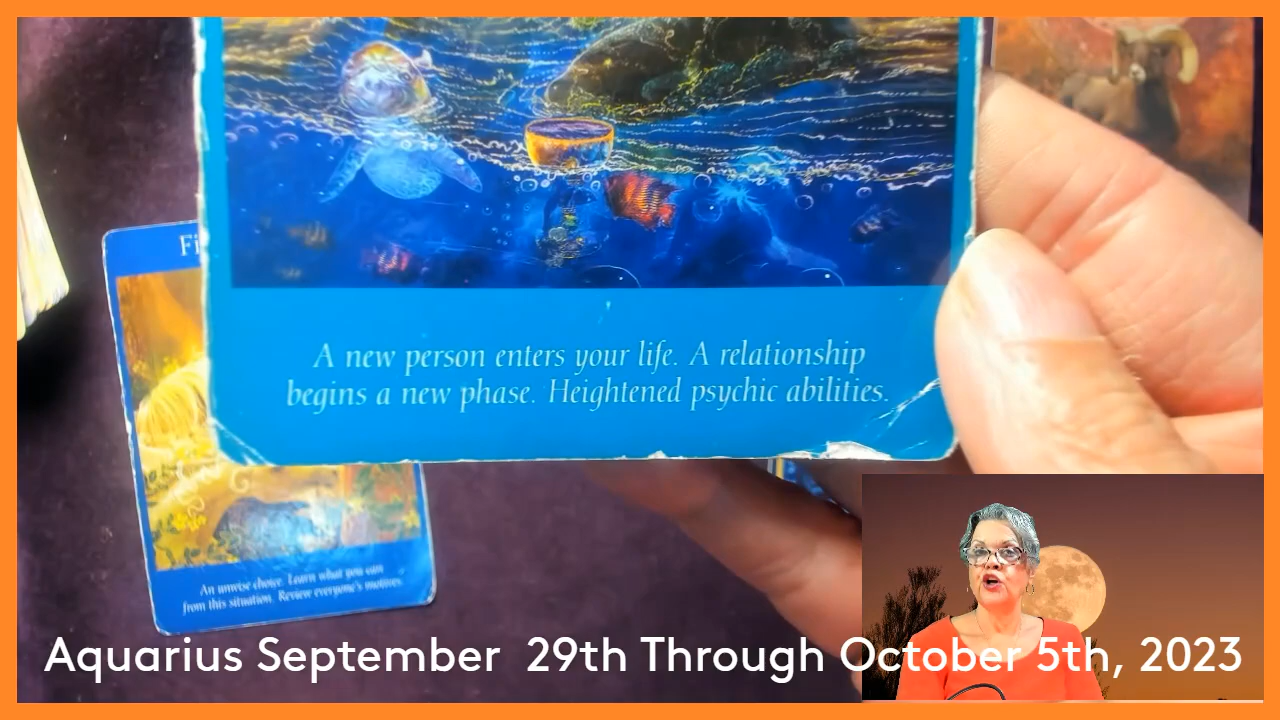 A new person enters your life. A relationship
begins a new phase. Heightened psychic abilities.
An unwise choice. Learn what you can
from this situation. Review everyone's motives.
Aquarius September 29th Through October 5th, 2023